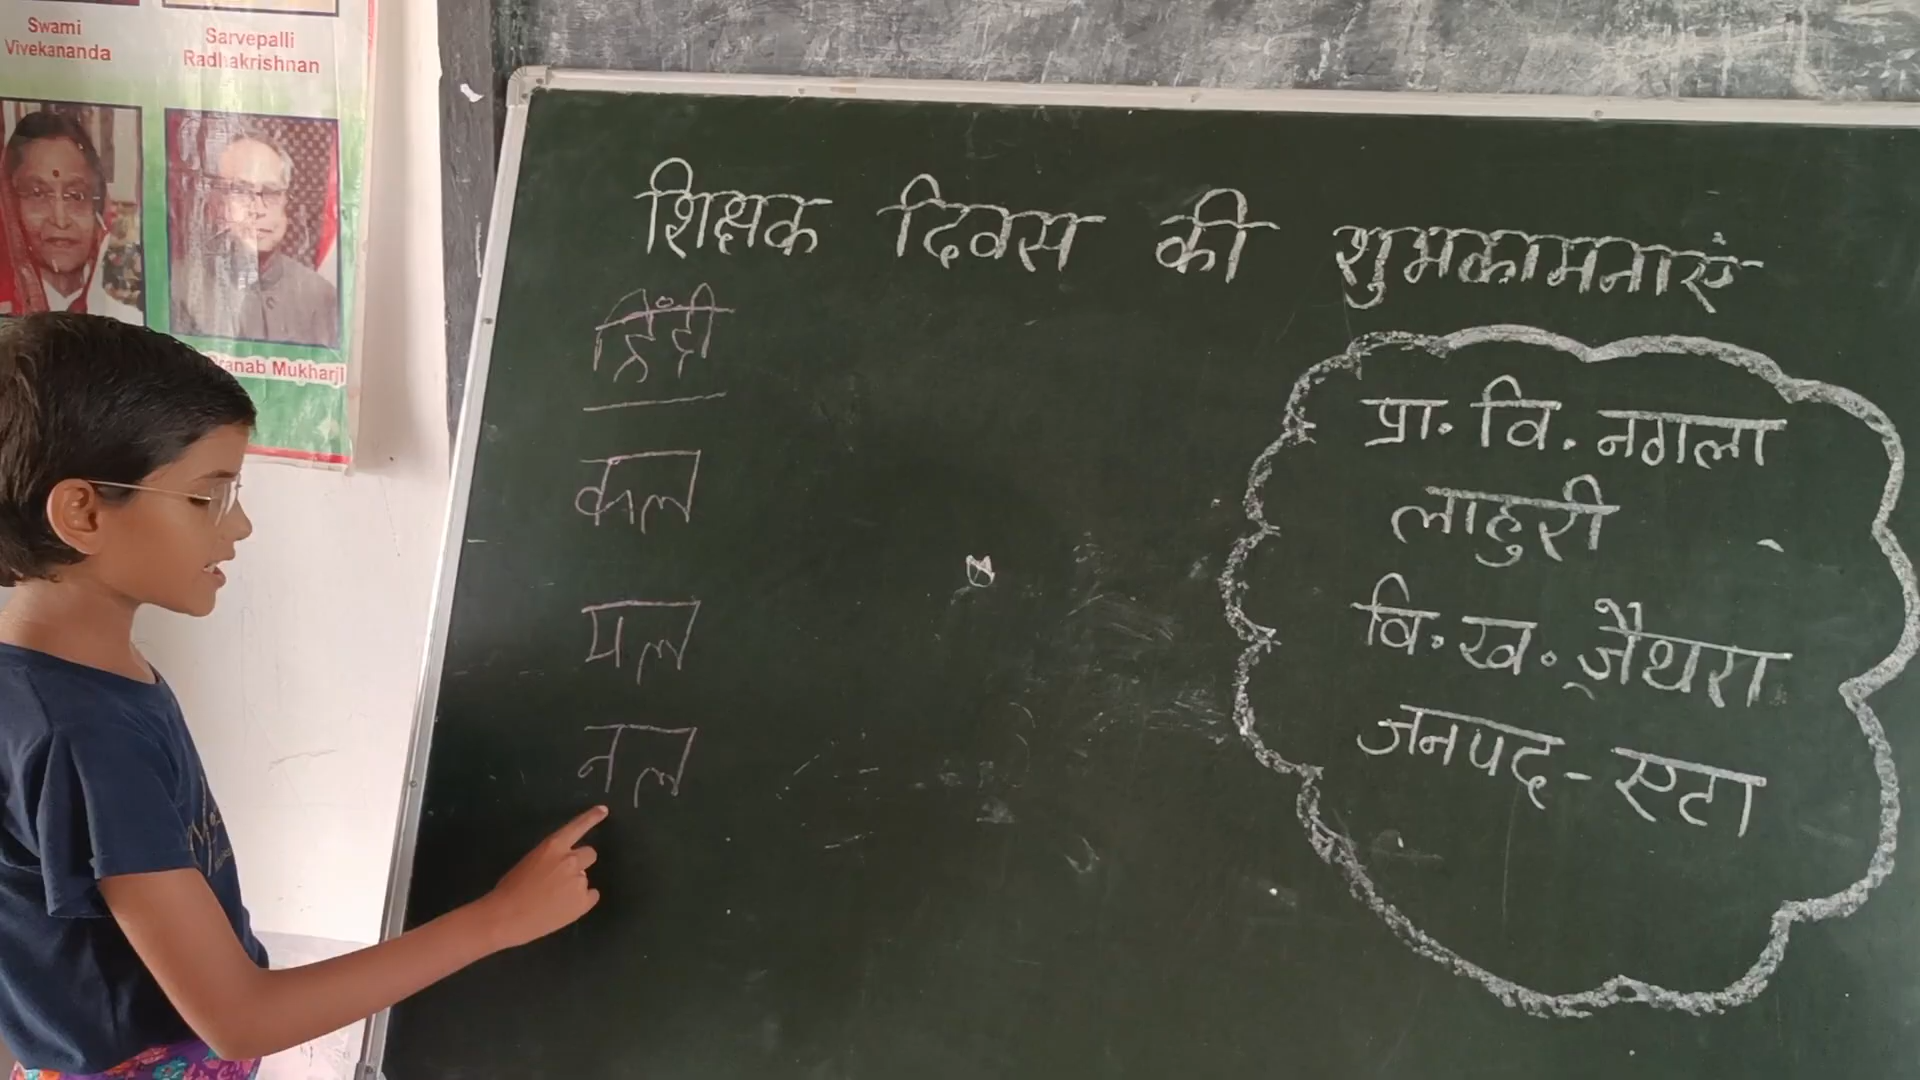 Swami
Vivekananda
Sarvepalli
Radhakrishnan
Pranab Mukharji
शिक्षक दिवस की शुभकामनाएं
हिंदी
कल
पल
नल
प्रा. वि. नगला
लाहुरी
वि. ख. जैथरा
जनपद - एटा